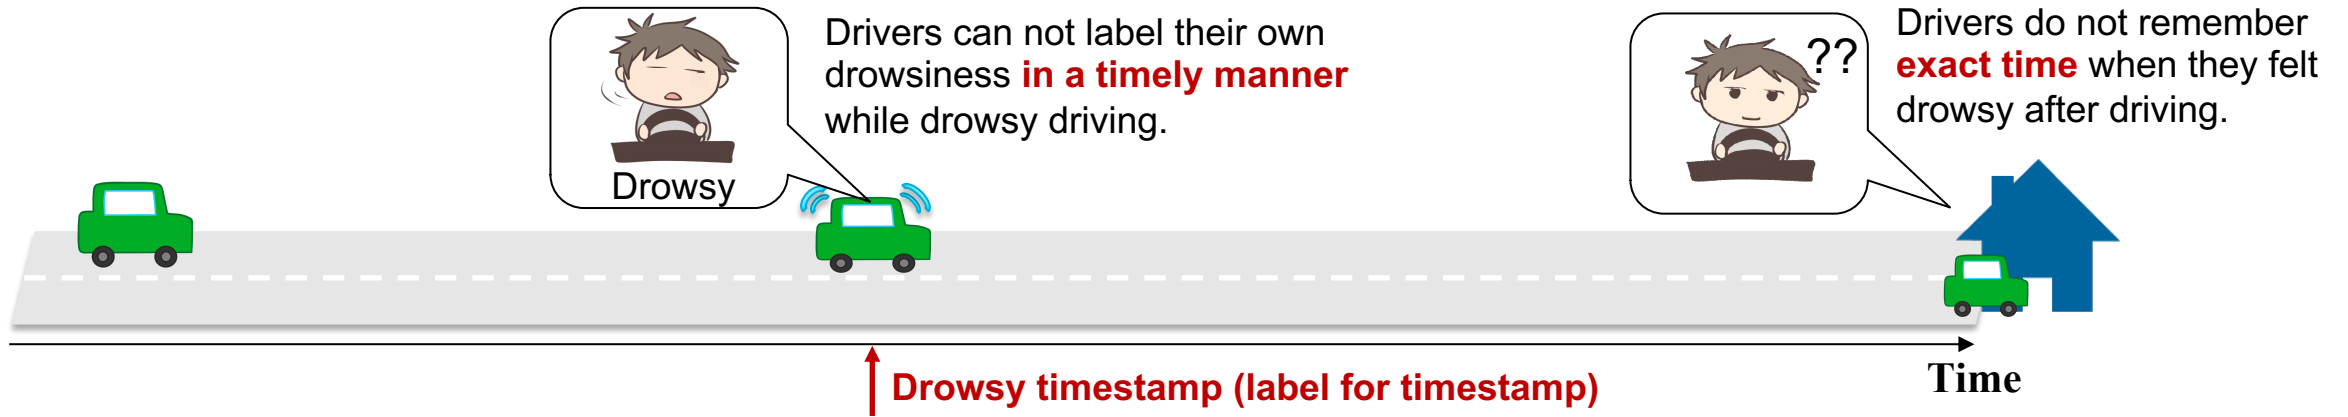 Drowsy
Drivers can not label their own
drowsiness in a timely manner
while drowsy driving.
??
Drivers do not remember
exact time when they felt
drowsy after driving.
Drowsy timestamp (label for timestamp)
Time